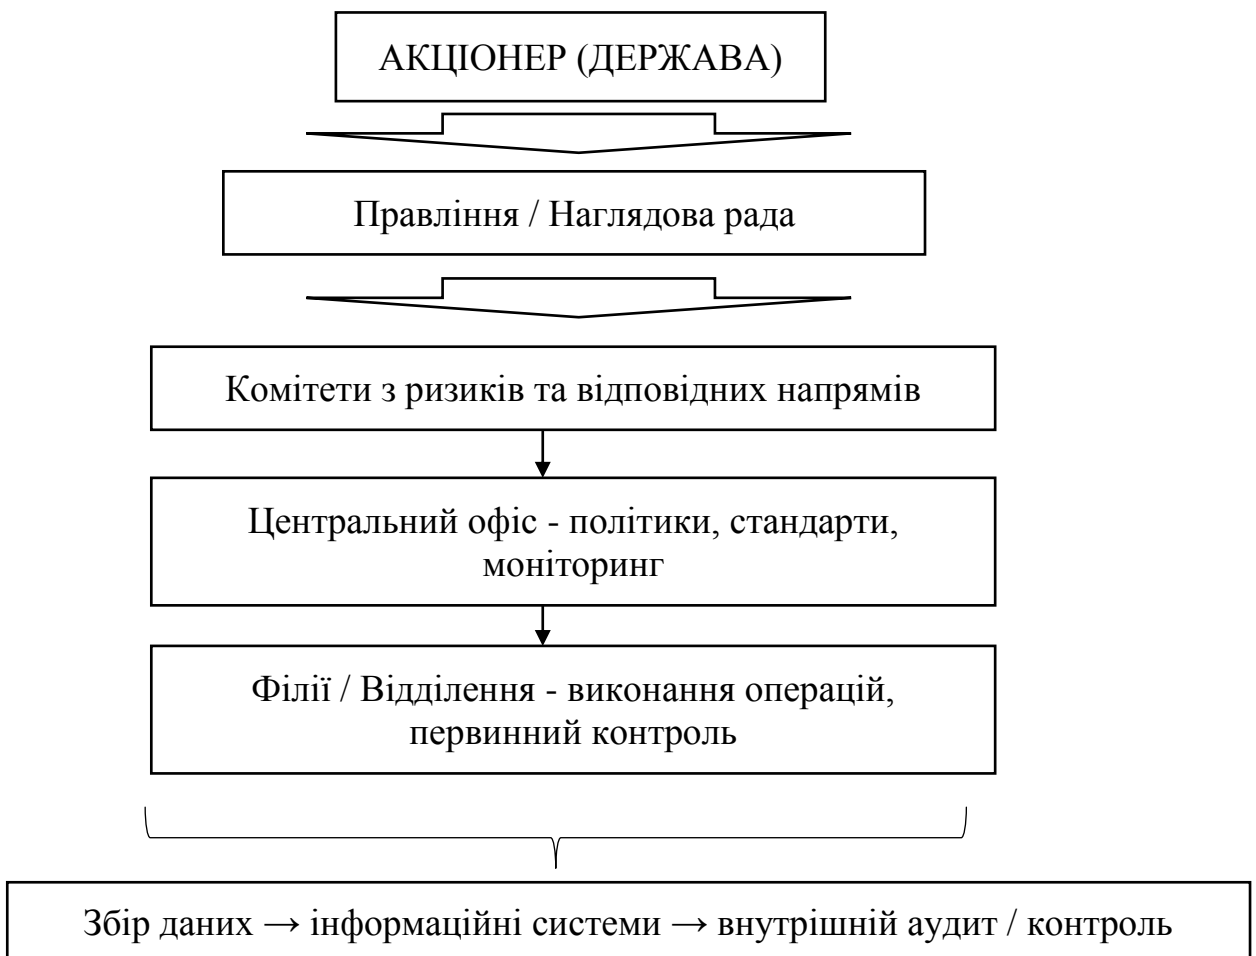 АКЦІОНЕР (ДЕРЖАВА)
Правління / Наглядова рада
Комітети з ризиків та відповідних напрямів
Центральний офіс - політики, стандарти,
моніторинг
Філії / Відділення - виконання операцій,
первинний контроль
Збір даних → інформаційні системи → внутрішній аудит / контроль